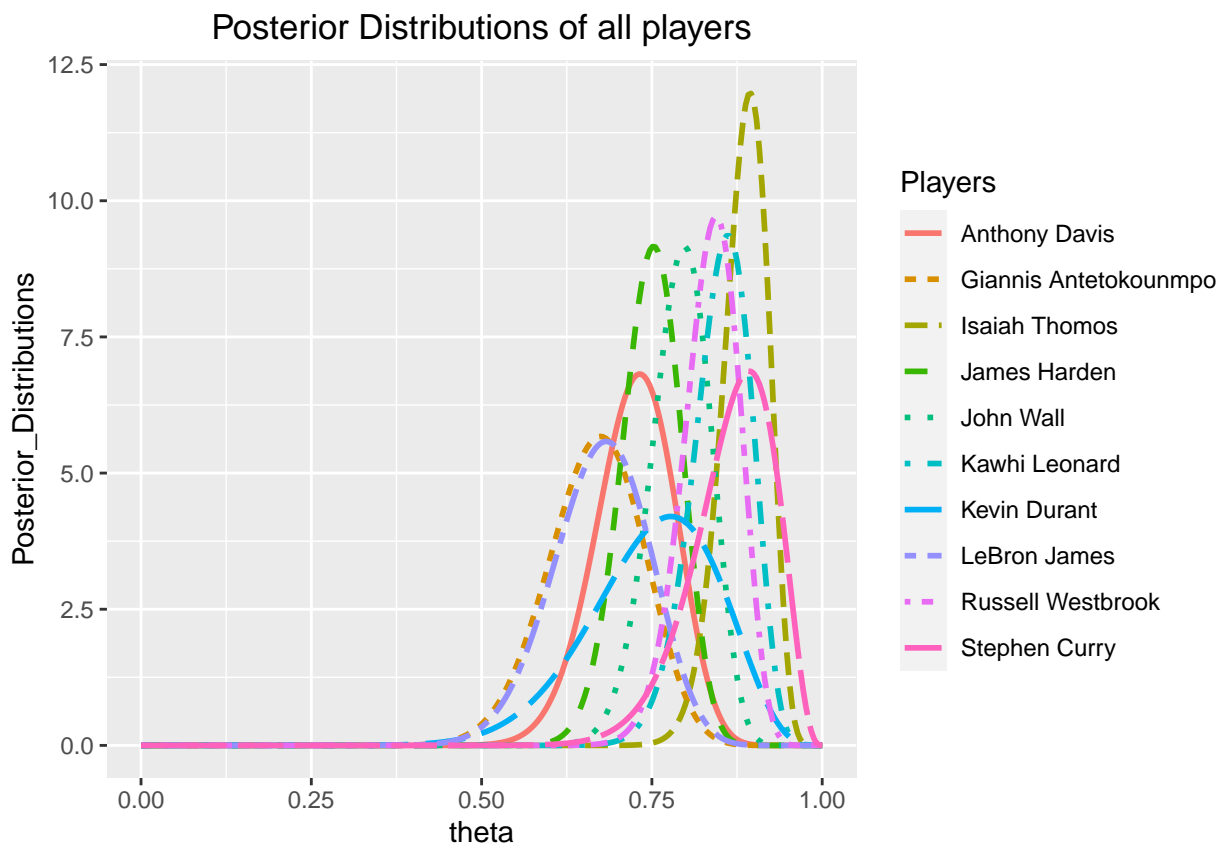 Posterior Distributions of all players
12.5
10.0
7.5
5.0
2.5
0.0
Posterior_Distributions
0.00
0.25
0.50
0.75
1.00
theta
Players
Anthony Davis
Giannis Antetokounmpo
Isaiah Thomos
James Harden
John Wall
Kawhi Leonard
Kevin Durant
LeBron James
Russell Westbrook
Stephen Curry